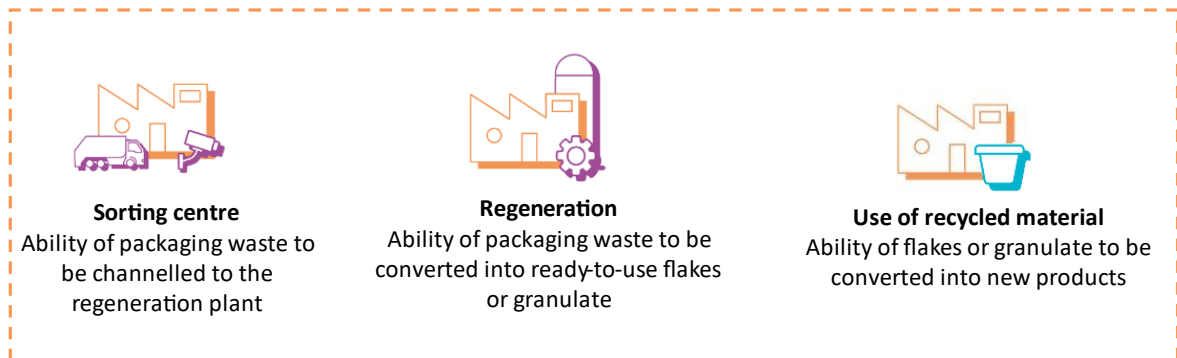 Sorting centre
Ability of packaging waste to
be channelled to the
regeneration plant
Regeneration
Ability of packaging waste to be
converted into ready-to-use flakes
or granulate
Use of recycled material
Ability of flakes or granulate to be
converted into new products